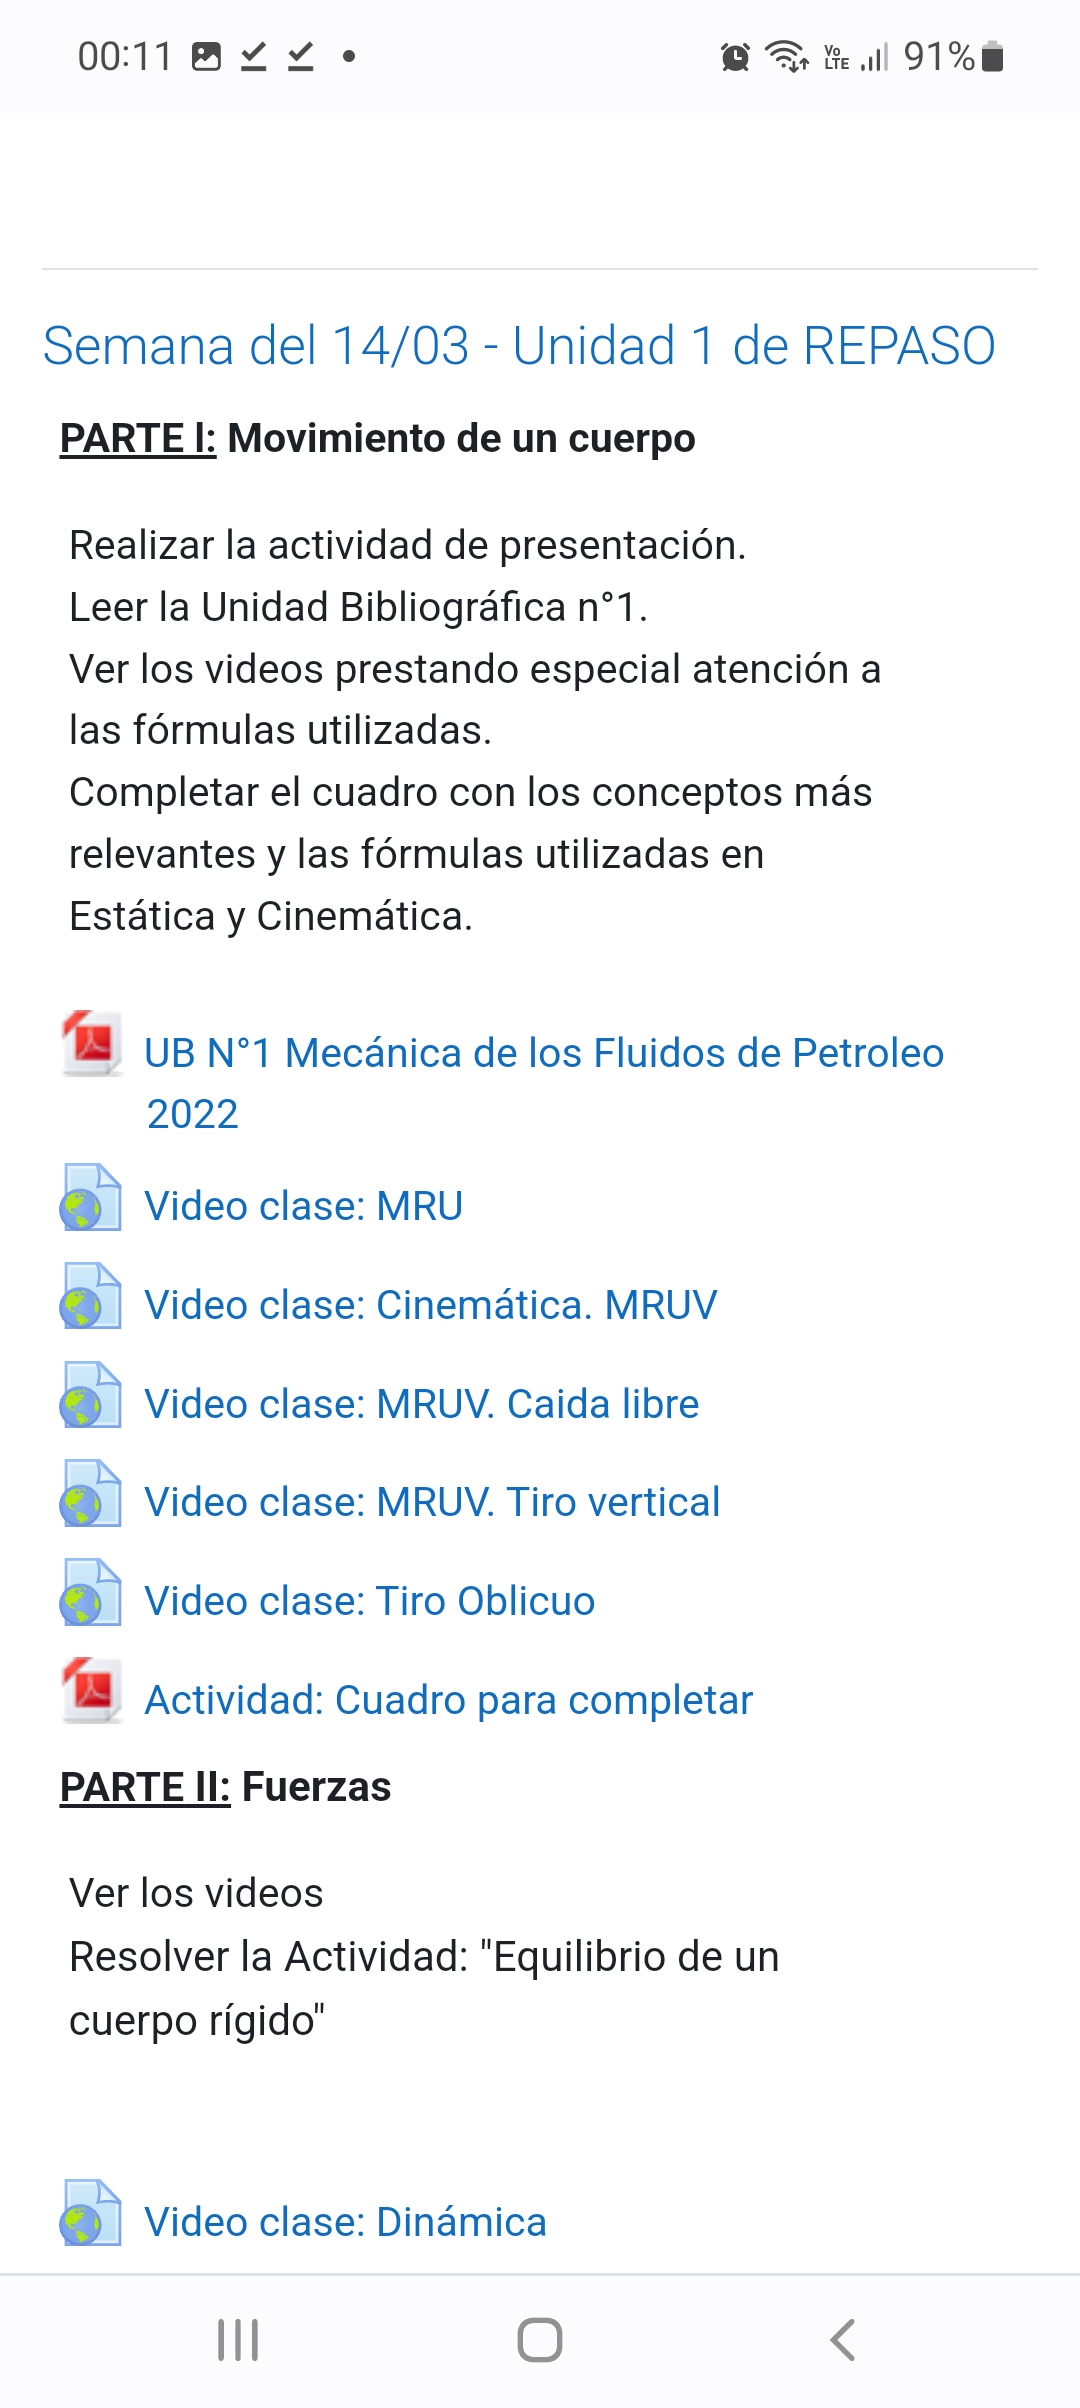 00:11
Vo LTE 91%
Semana del 14/03 - Unidad 1 de REPASO
PARTE I: Movimiento de un cuerpo
Realizar la actividad de presentación.
Leer la Unidad Bibliográfica n°1.
Ver los videos prestando especial atención a
las fórmulas utilizadas.
Completar el cuadro con los conceptos más
relevantes y las fórmulas utilizadas en
Estática y Cinemática.
UB N°1 Mecánica de los Fluidos de Petroleo
2022
Video clase: MRU
Video clase: Cinemática. MRUV
Video clase: MRUV. Caida libre
Video clase: MRUV. Tiro vertical
Video clase: Tiro Oblicuo
Actividad: Cuadro para completar
PARTE II: Fuerzas
Ver los videos
Resolver la Actividad: "Equilibrio de un
cuerpo rígido"
Video clase: Dinámica